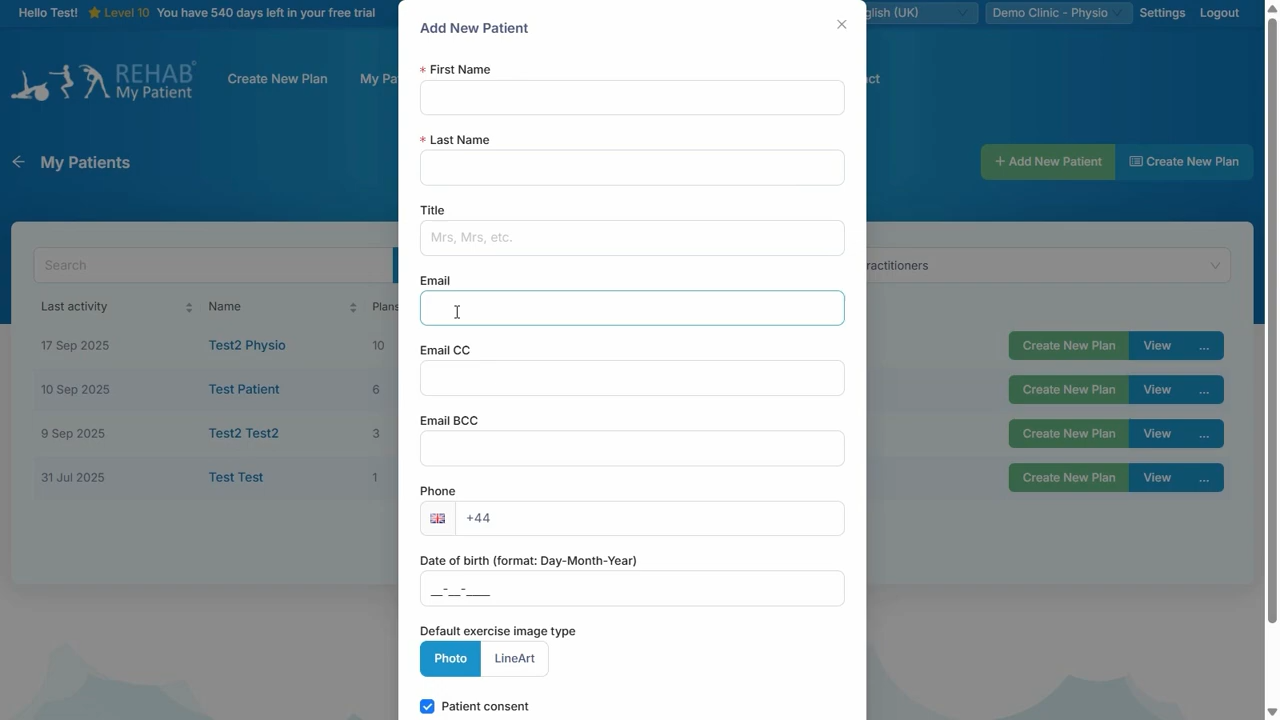 Hello Test! Level 10 You have 540 days left in your free trial
glish (UK) Demo Clinic - Physio Settings Logout
REHAB®
My Patient
Create New Plan
My Pa
ct
My Patients
+ Add New Patient
Create New Plan
Search
ractitioners
Last activity Name Plans
17 Sep 2025 Test2 Physio 10 Create New Plan View ...
10 Sep 2025 Test Patient 6 Create New Plan View ...
9 Sep 2025 Test2 Test2 3 Create New Plan View ...
31 Jul 2025 Test Test 1 Create New Plan View ...
Add New Patient
* First Name
* Last Name
Title
Mrs, Mrs, etc.
Email
Email CC
Email BCC
Phone
+44
Date of birth (format: Day-Month-Year)
__-__-____
Default exercise image type
Photo LineArt
Patient consent